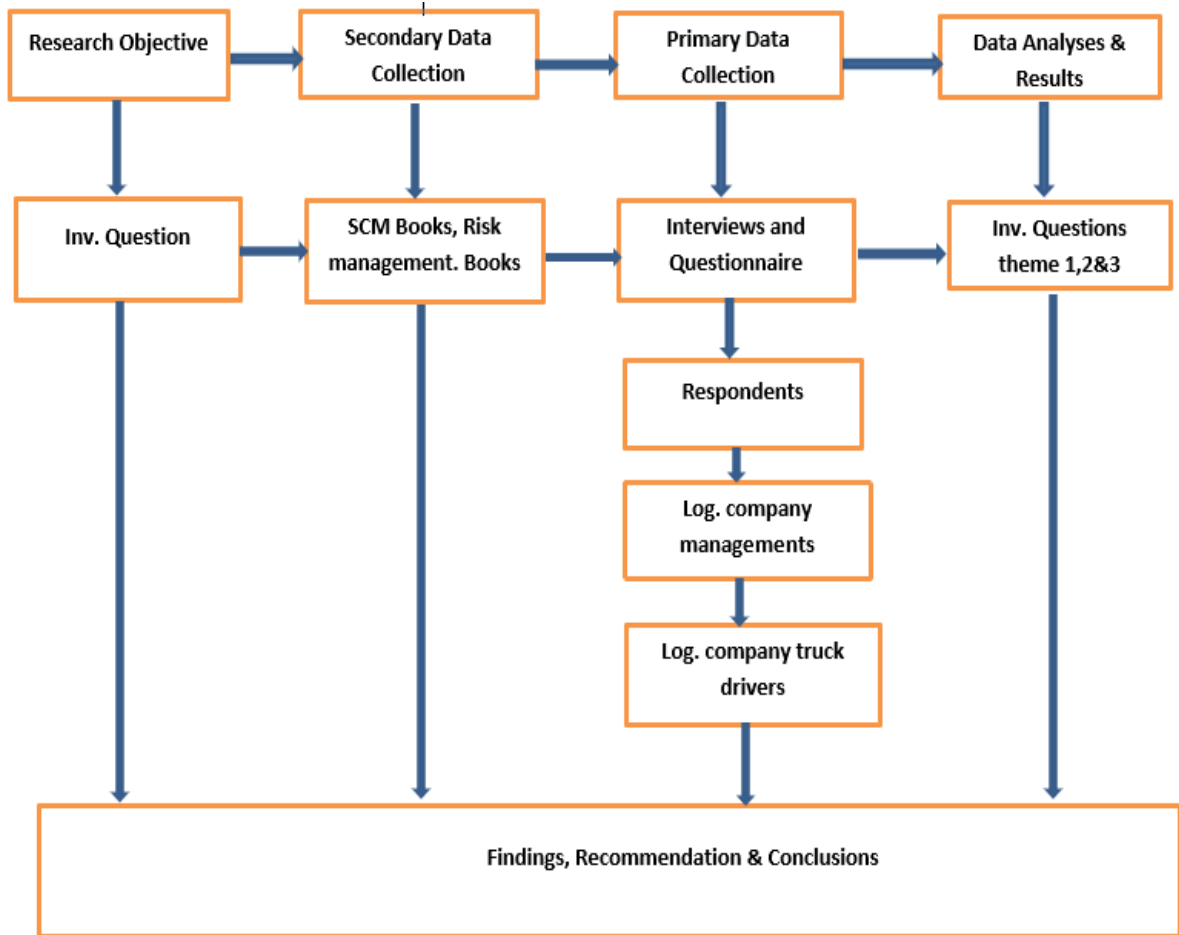 Research Objective
Secondary Data
Collection
Primary Data
Collection
Data Analyses &
Results
Inv. Question
SCM Books, Risk
management. Books
Interviews and
Questionnaire
Inv. Questions
theme 1,2&3
Respondents
Log. company
managements
Log. company truck
drivers
Findings, Recommendation & Conclusions